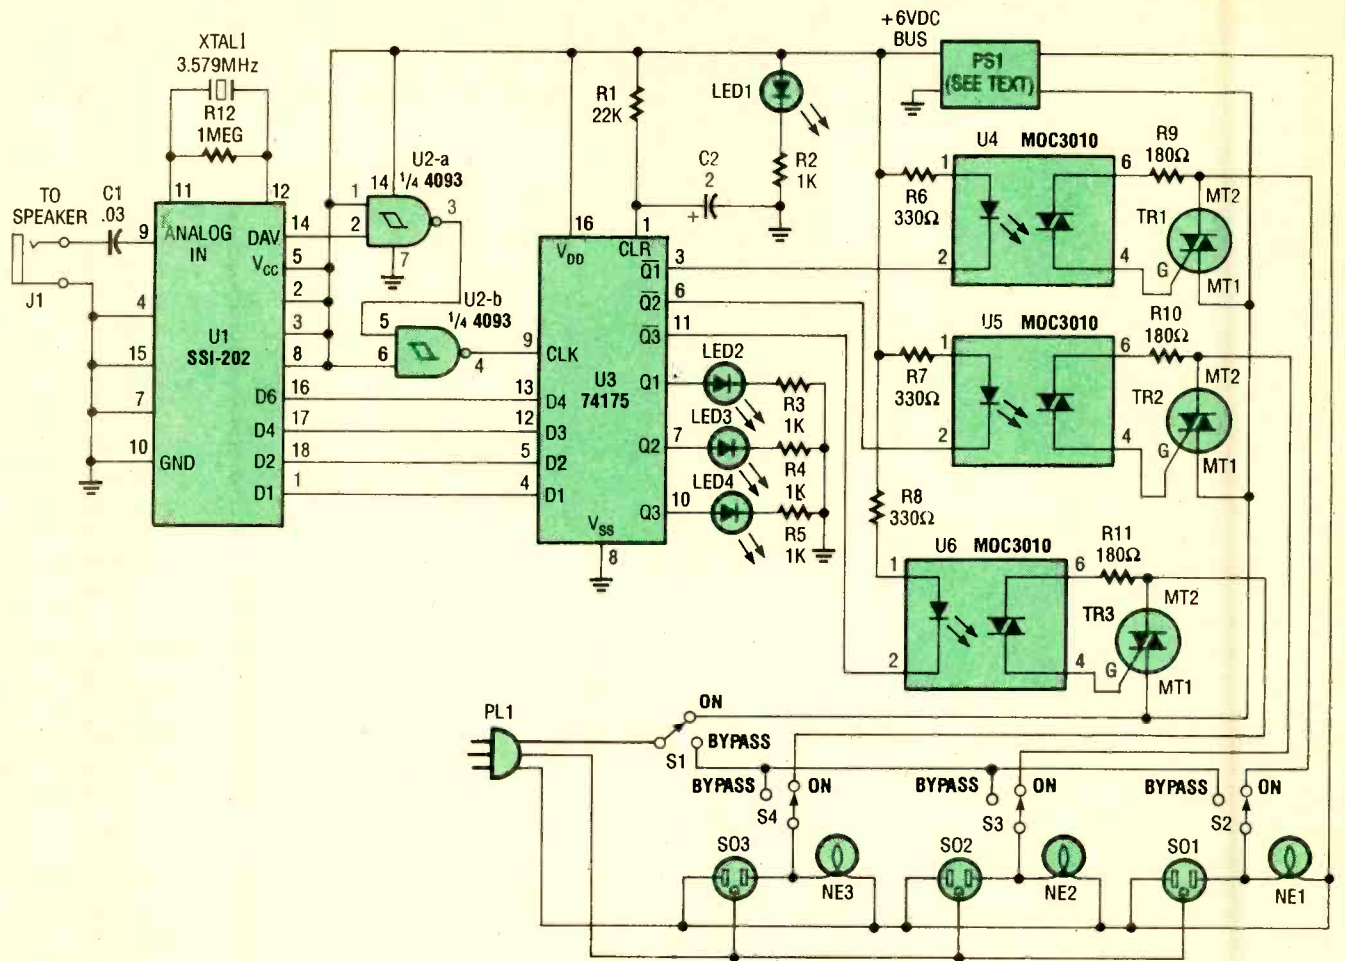 XTAL1
3.579MHz
R12
1MEG
11
12
TO
SPEAKER
J1
C1
.03
9
ANALOG
IN
DAV
14
VCC
5
2
3
8
4
15
7
10
GND
U1
SSI-202
D6
16
D4
17
D2
18
D1
1
U2-a
1/4 4093
1
14
2
3
7
U2-b
1/4 4093
5
6
4
+6VDC
BUS
PS1
(SEE TEXT)
R1
22K
C2
2
+
LED1
R2
1K
16
1
VDD
CLR
Q1
3
Q2
6
Q3
11
9
CLK
U3
74175
13
D4
12
D3
5
D2
4
D1
Q1
Q2
7
Q3
10
VSS
8
LED2
R3
1K
LED3
R4
1K
LED4
R5
1K
U4 MOC3010
R6
330Ω
1
2
6
4
R9
180Ω
MT2
TR1
G
MT1
U5 MOC3010
R7
330Ω
1
2
6
4
R10
180Ω
MT2
TR2
G
MT1
R8
330Ω
U6 MOC3010
1
2
6
4
R11
180Ω
MT2
TR3
G
MT1
PL1
ON
BYPASS
S1
BYPASS
ON
S4
BYPASS
ON
S3
BYPASS
ON
S2
SO3
NE3
SO2
NE2
SO1
NE1